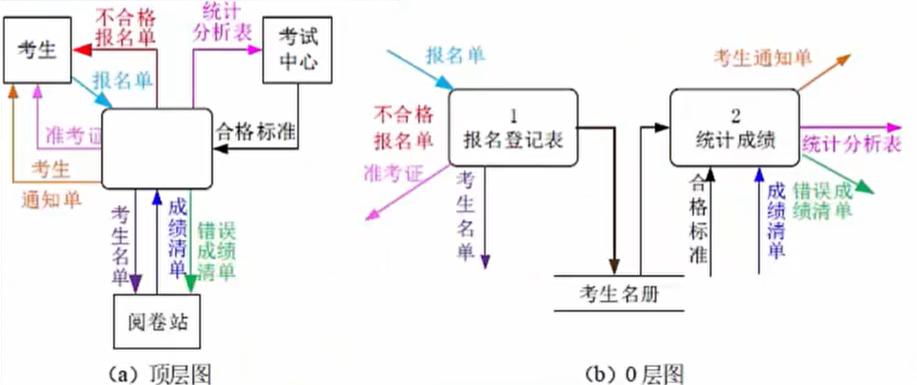 不合格
报名单
统计
分析表
考生
考试
中心
报名单
准考证
合格标准
考生
通知单
考生名单
成绩清单
错误
成绩
清单
阅卷站
(a) 顶层图
报名单
考生通知单
不合格
报名单
1
报名登记表
2
统计成绩
统计分析表
准考证
考生名单
合格标准
成绩清单
错误成
绩清单
考生名册
(b) 0 层图